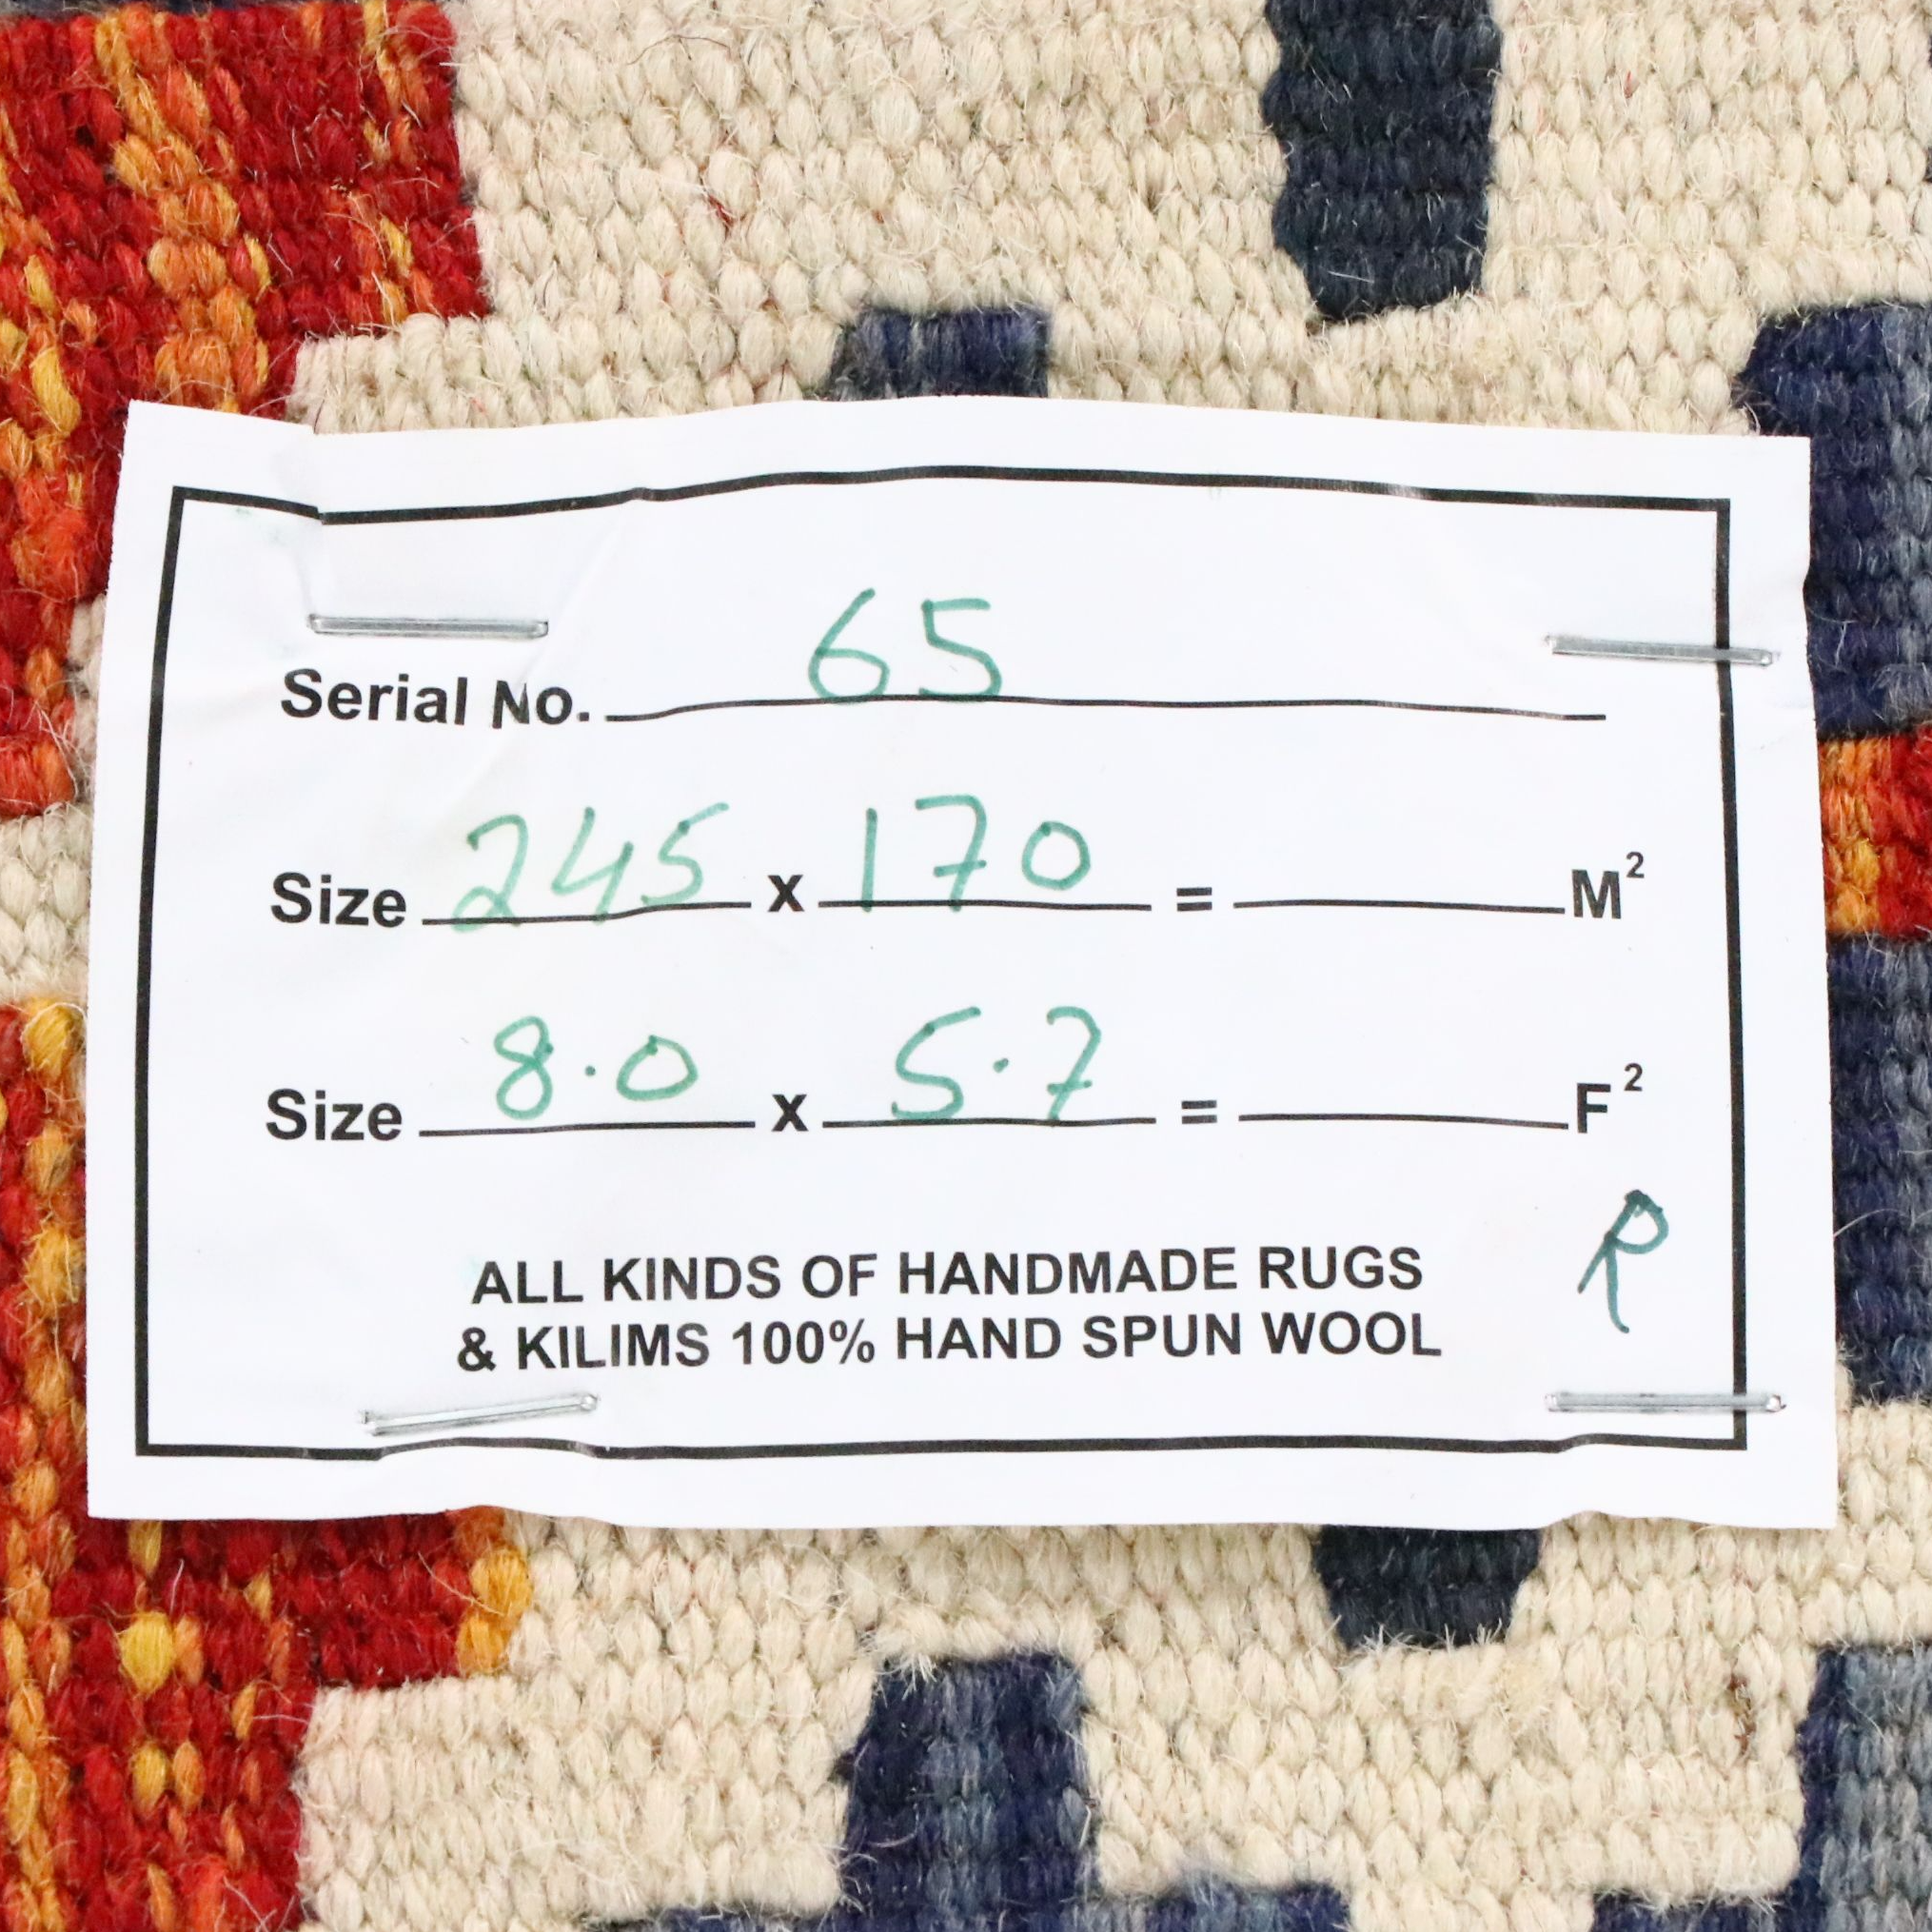 Serial No. 65
Size 245 x 170 = M²
Size 8.0 x 5.7 = F²
R
ALL KINDS OF HANDMADE RUGS
& KILIMS 100% HAND SPUN WOOL